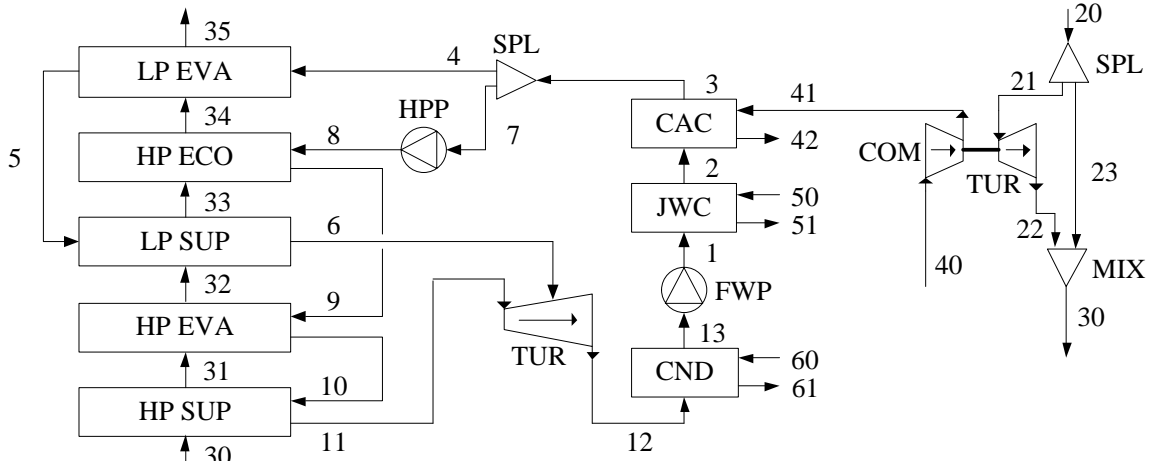 35
4
SPL
20
LP EVA
3
41
21
SPL
34
HPP
CAC
5
HP ECO
8
7
42
COM
TUR
23
33
2
50
LP SUP
6
JWC
51
22
32
1
40
MIX
9
FWP
HP EVA
30
TUR
13
60
31
10
CND
61
HP SUP
11
12
30